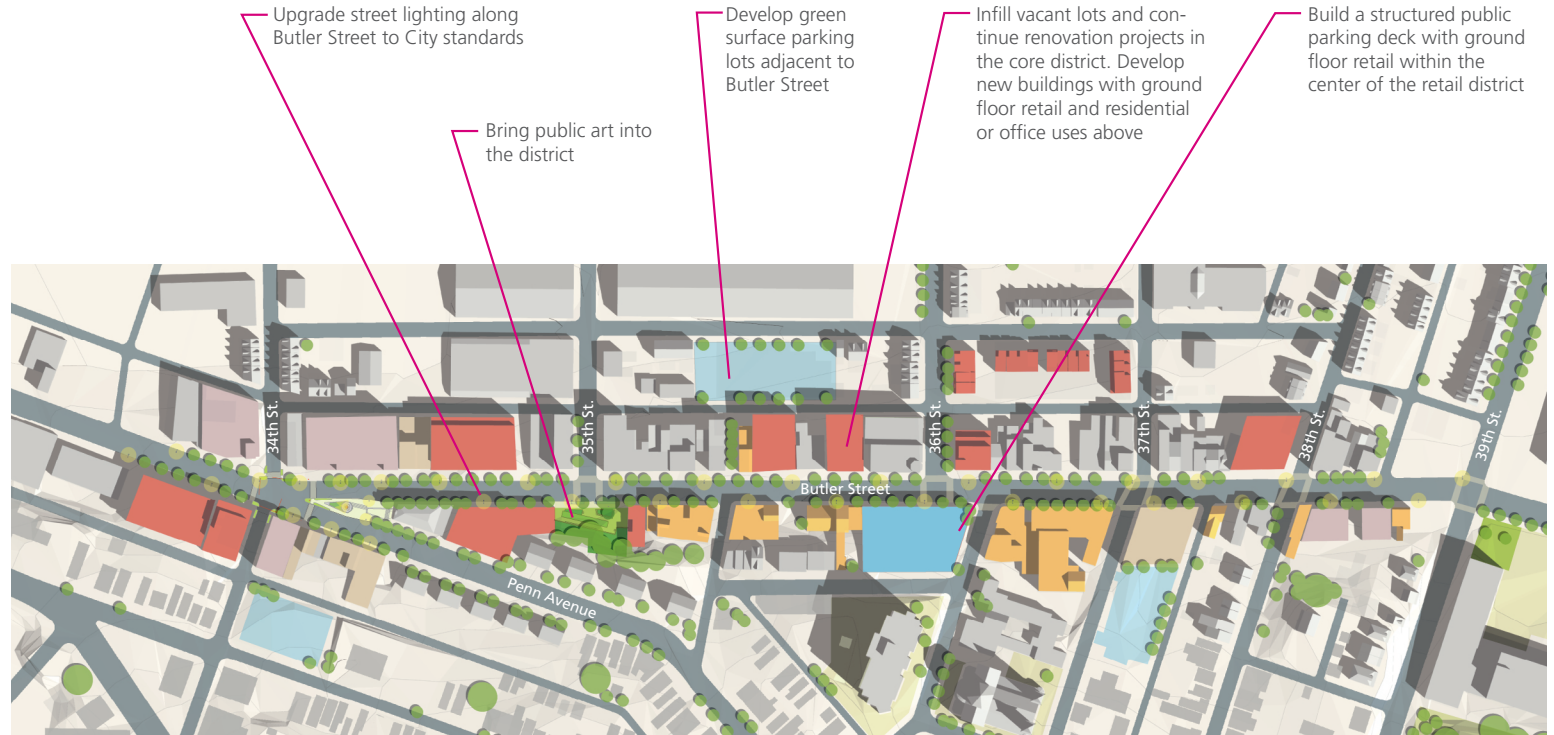 Upgrade street lighting along
Butler Street to City standards
Bring public art into
the district
Develop green
surface parking
lots adjacent to
Butler Street
Infill vacant lots and con-
tinue renovation projects in
the core district. Develop
new buildings with ground
floor retail and residential
or office uses above
Build a structured public
parking deck with ground
floor retail within the
center of the retail district
34th St.
35th St.
36th St.
37th St.
38th St.
39th St.
Butler Street
Penn Avenue